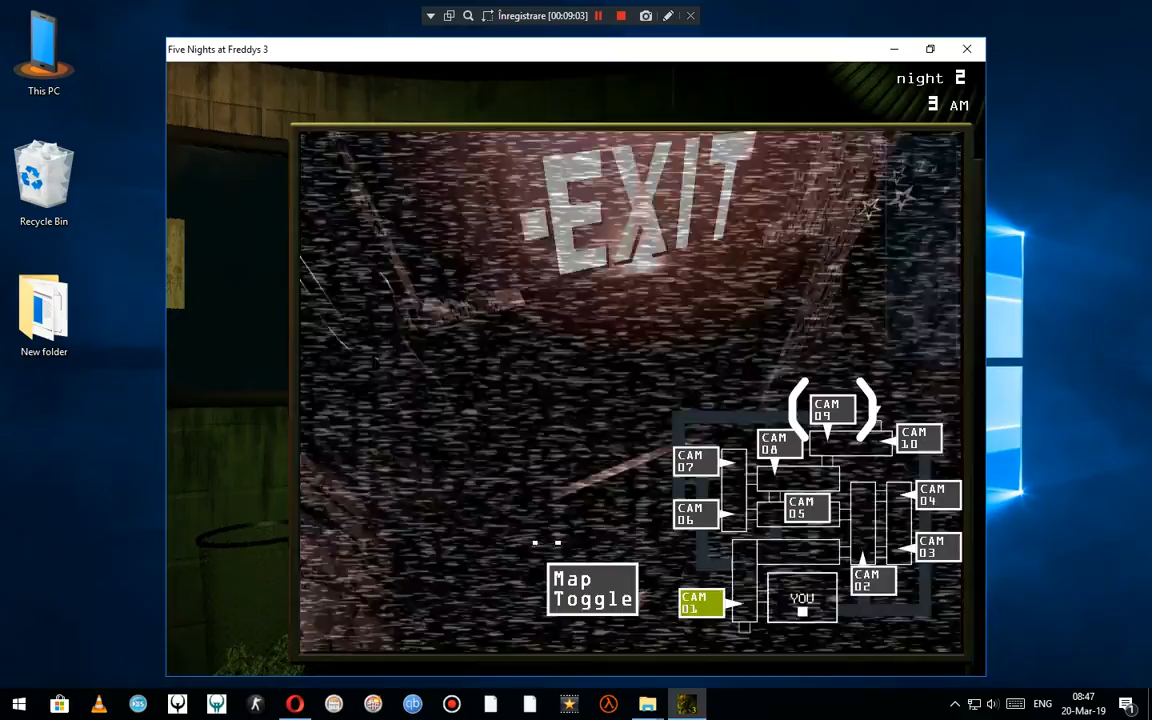 Înregistrare [00:09:03]
Five Nights at Freddys 3
This PC
Recycle Bin
New folder
night 2
3 AM
EXIT
CAM
09
CAM
10
CAM
08
CAM
07
CAM
04
CAM
05
CAM
06
CAM
03
CAM
02
Map
Toggle
CAM
01
YOU
qb
ENG
08:47
20-Mar-19
1